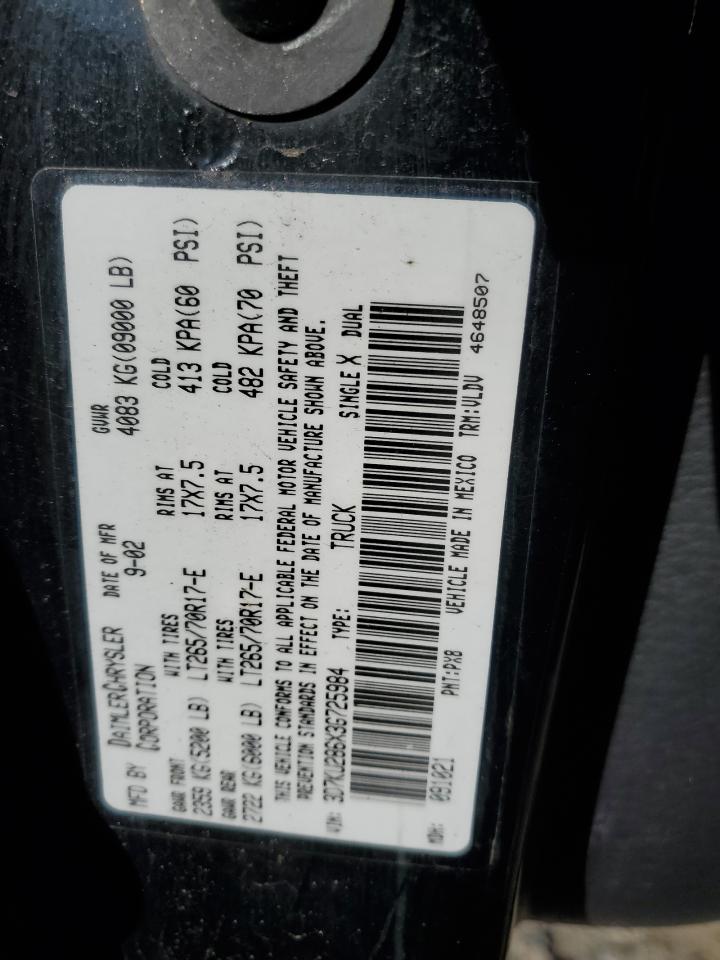 MFD BY DAIMLERCHRYSLER CORPORATION
DATE OF MFR 9-02
GVWR 4083 KG(09000 LB)
GAWR FRONT WITH TIRES RIMS AT COLD
2355 KG(5200 LB) LT265/70R17-E 17X7.5 413 KPA(60 PSI)
GAWR REAR WITH TIRES RIMS AT COLD
2722 KG(6000 LB) LT265/70R17-E 17X7.5 482 KPA(70 PSI)
THIS VEHICLE CONFORMS TO ALL APPLICABLE FEDERAL MOTOR VEHICLE SAFETY AND THEFT
PREVENTION STANDARDS IN EFFECT ON THE DATE OF MANUFACTURE SHOWN ABOVE.
VIN: 3D7KU286X3G725984 TYPE: TRUCK SINGLE X DUAL
MDH: 091021 PNT:PX8 VEHICLE MADE IN MEXICO TRM:VLDV 4648507